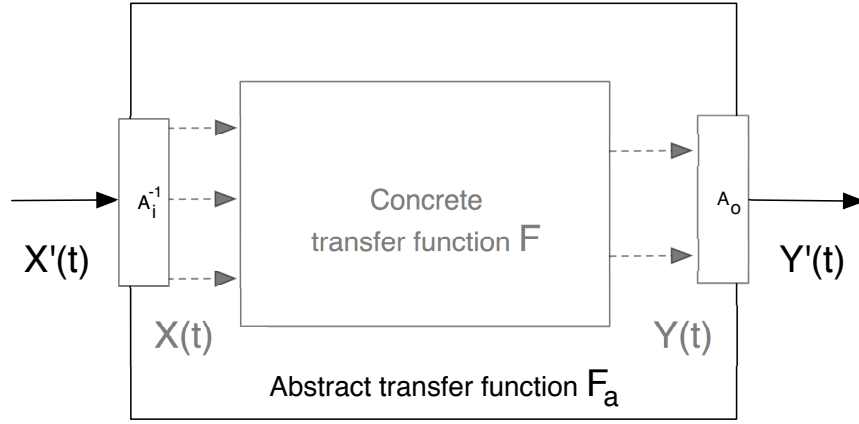 A_i^-1
A_o
Concrete
transfer function F
X'(t)
Y'(t)
X(t)
Y(t)
Abstract transfer function F_a